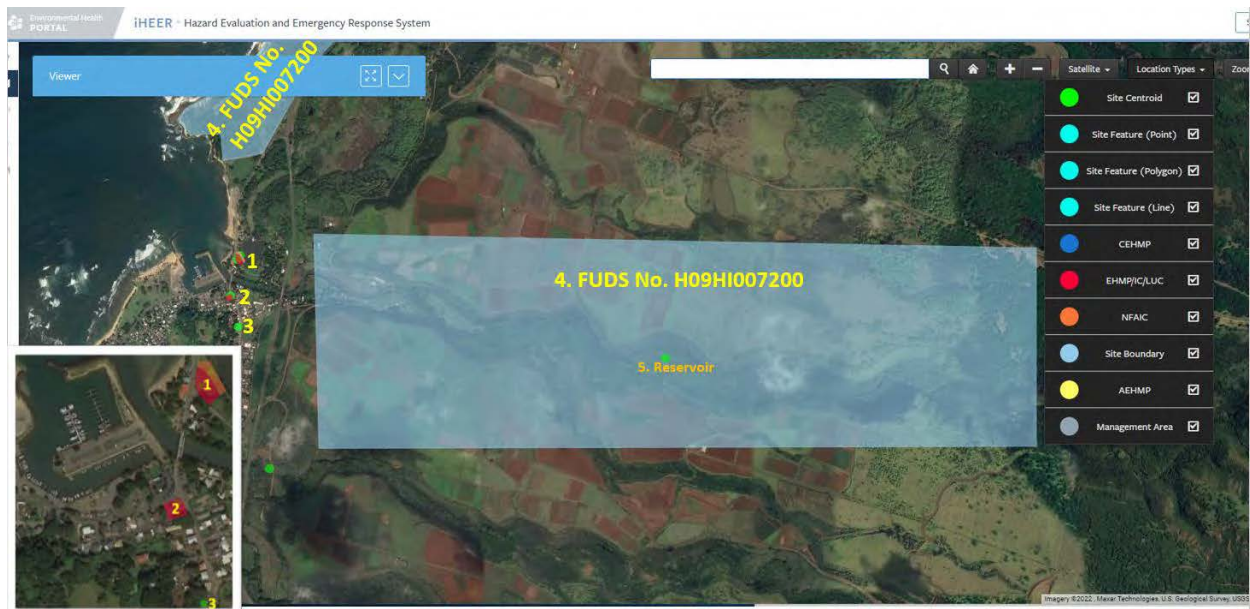 Environmental Health
PORTAL
iHEER - Hazard Evaluation and Emergency Response System
Viewer
4. FUDS No.
H09HI007200
Satellite
Location Types
Site Centroid
Site Feature (Point)
Site Feature (Polygon)
Site Feature (Line)
CEHMP
EHMP/IC/LUC
NFAIC
Site Boundary
AEHMP
Management Area
1
2
3
4. FUDS No. H09HI007200
5. Reservoir
1
2
3
Imagery ©2022 , Maxar Technologies, U.S. Geological Survey, USGS